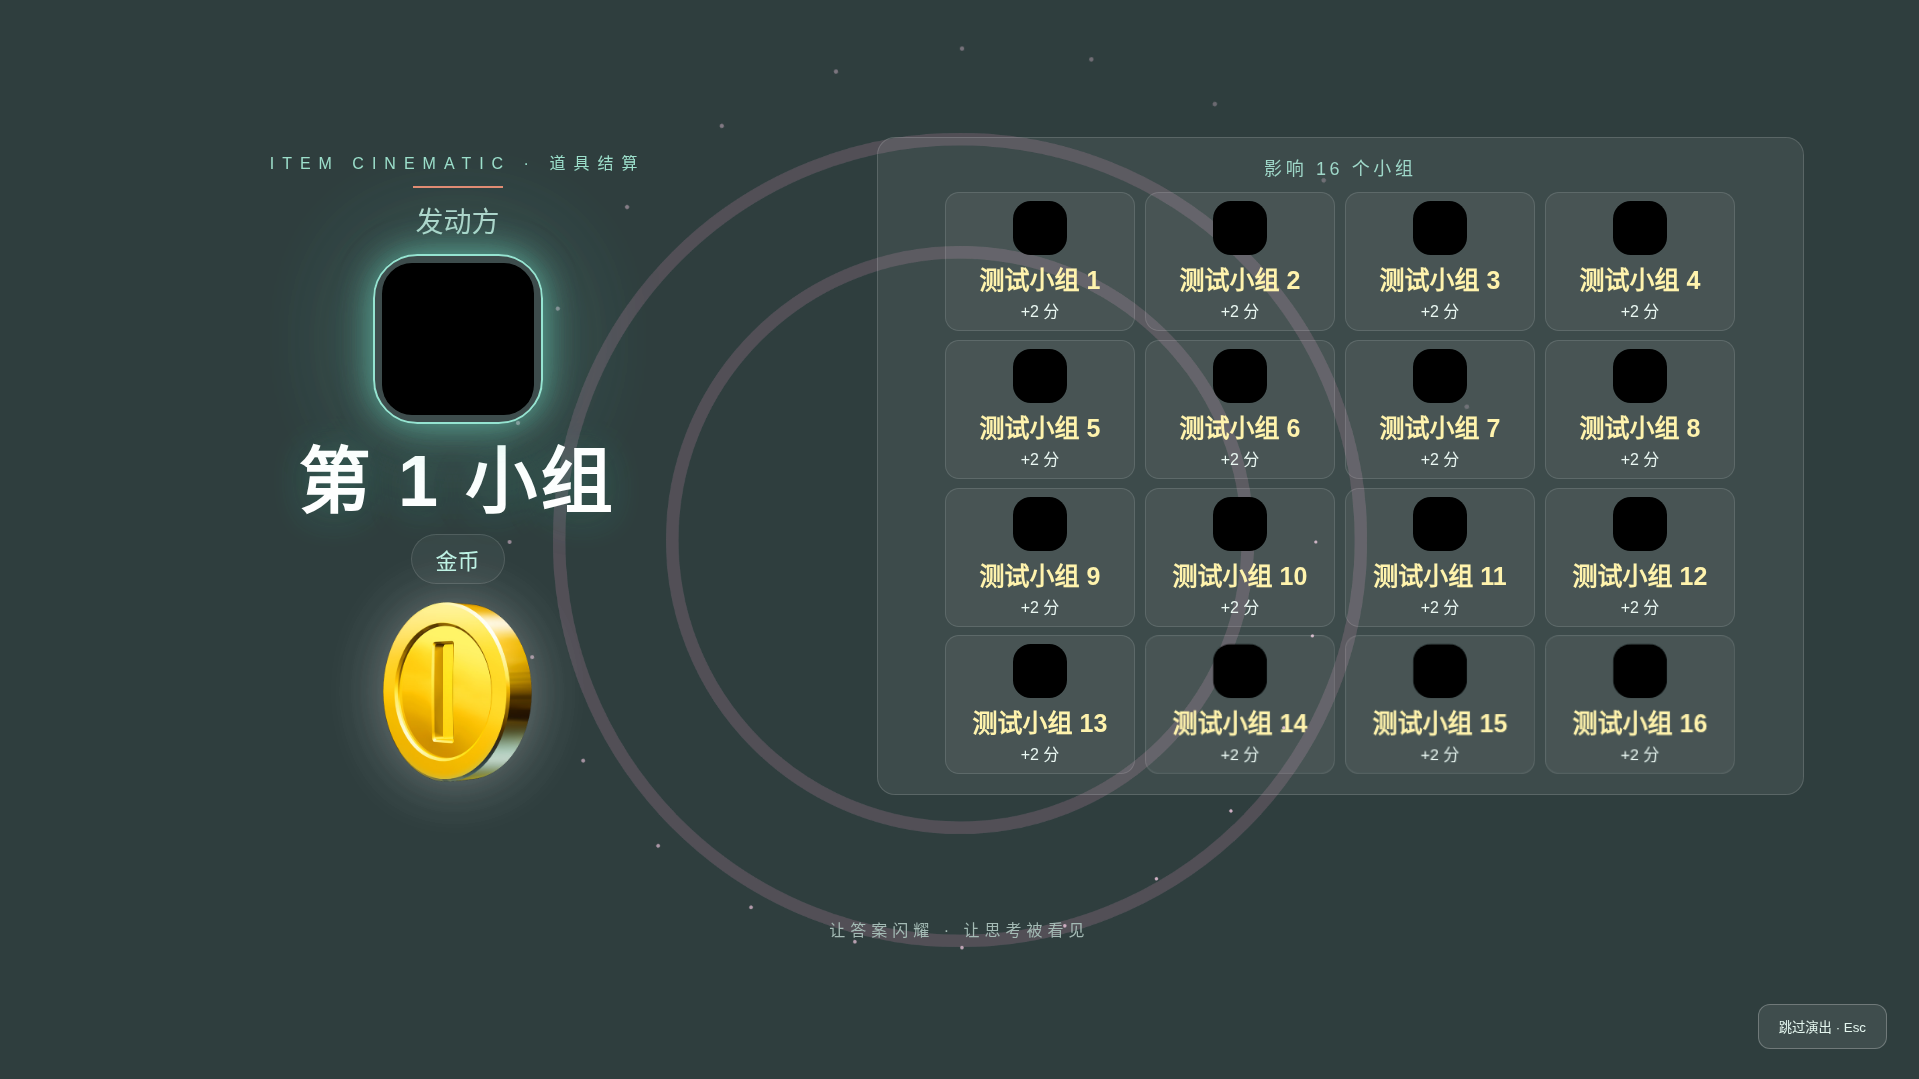 ITEM CINEMATIC · 道具结算
发动方
第 1 小组
金币
影响 16 个小组
测试小组 1
+2 分
测试小组 2
+2 分
测试小组 3
+2 分
测试小组 4
+2 分
测试小组 5
+2 分
测试小组 6
+2 分
测试小组 7
+2 分
测试小组 8
+2 分
测试小组 9
+2 分
测试小组 10
+2 分
测试小组 11
+2 分
测试小组 12
+2 分
测试小组 13
+2 分
测试小组 14
+2 分
测试小组 15
+2 分
测试小组 16
+2 分
让答案闪耀 · 让思考被看见
跳过演出 · Esc